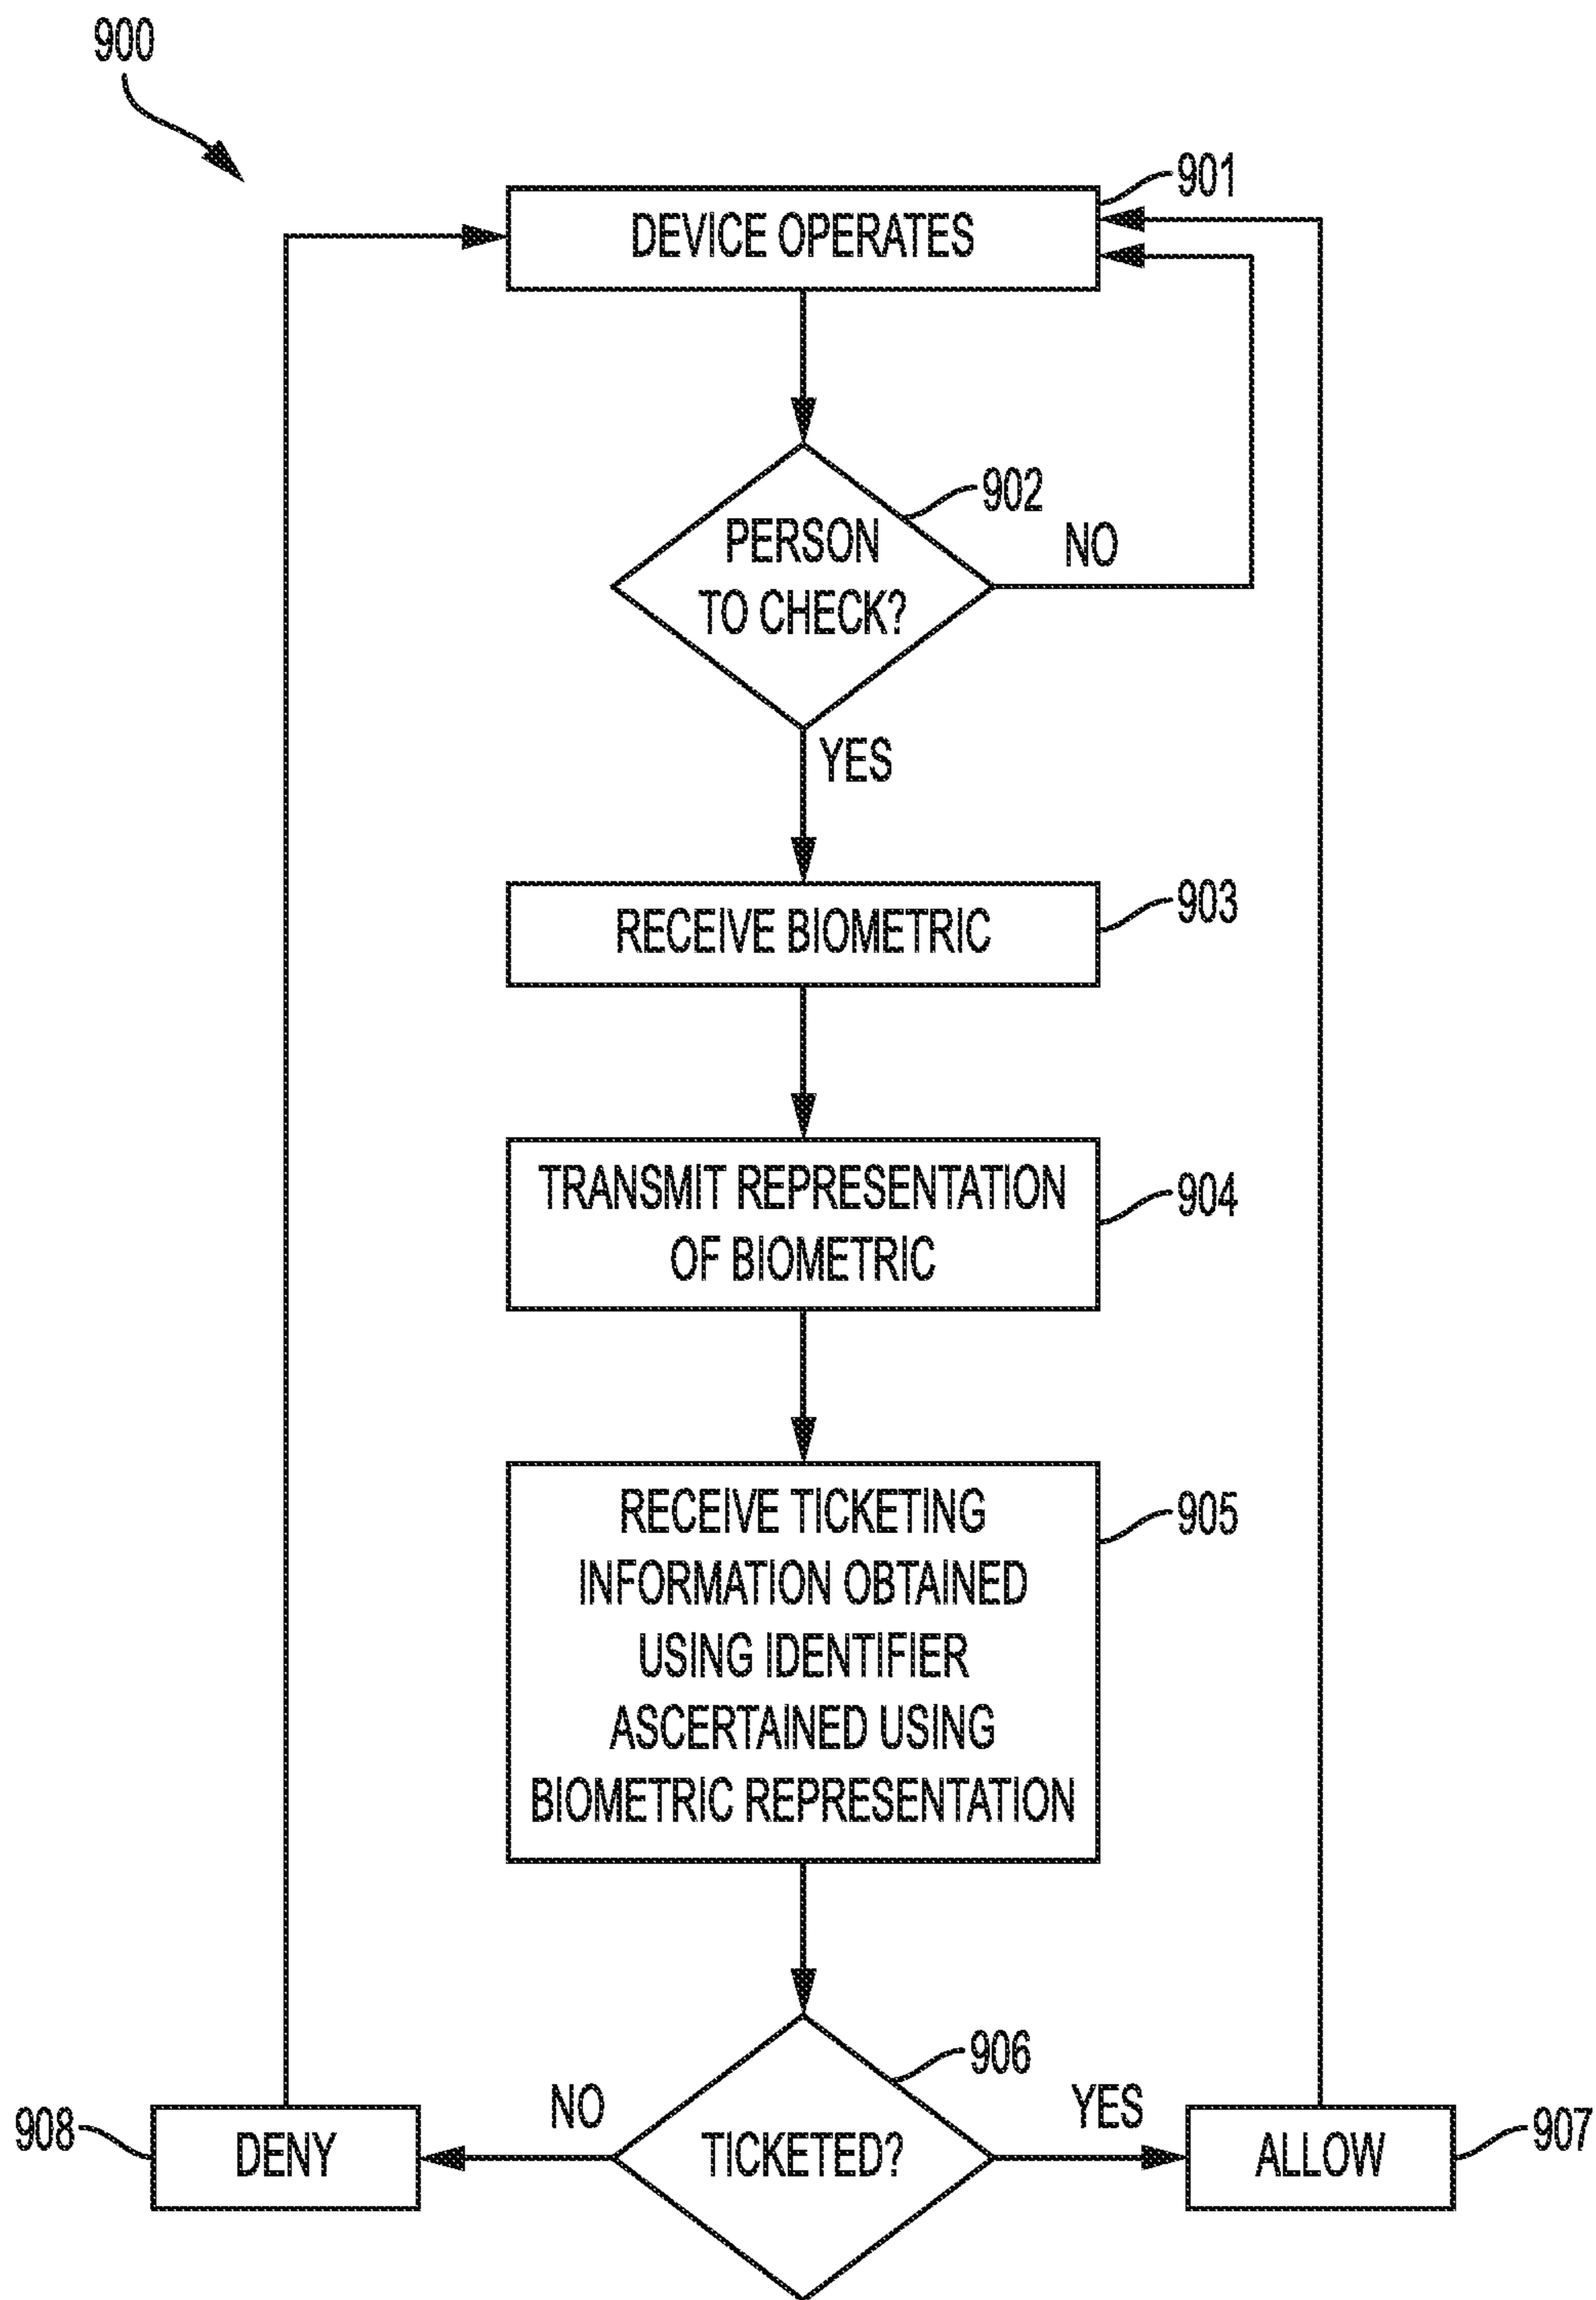 900
901
DEVICE OPERATES
902
PERSON
TO CHECK?
NO
YES
903
RECEIVE BIOMETRIC
904
TRANSMIT REPRESENTATION
OF BIOMETRIC
905
RECEIVE TICKETING
INFORMATION OBTAINED
USING IDENTIFIER
ASCERTAINED USING
BIOMETRIC REPRESENTATION
906
NO
YES
908
DENY
TICKETED?
ALLOW
907